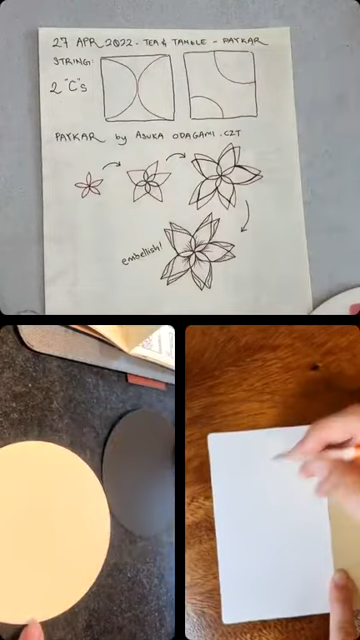 27 APR 2022 - TEA & TANGLE - PAYKAR
STRING:
2 "C"s
PAYKAR by ASUKA ODAGAMI. CZT
embellish!